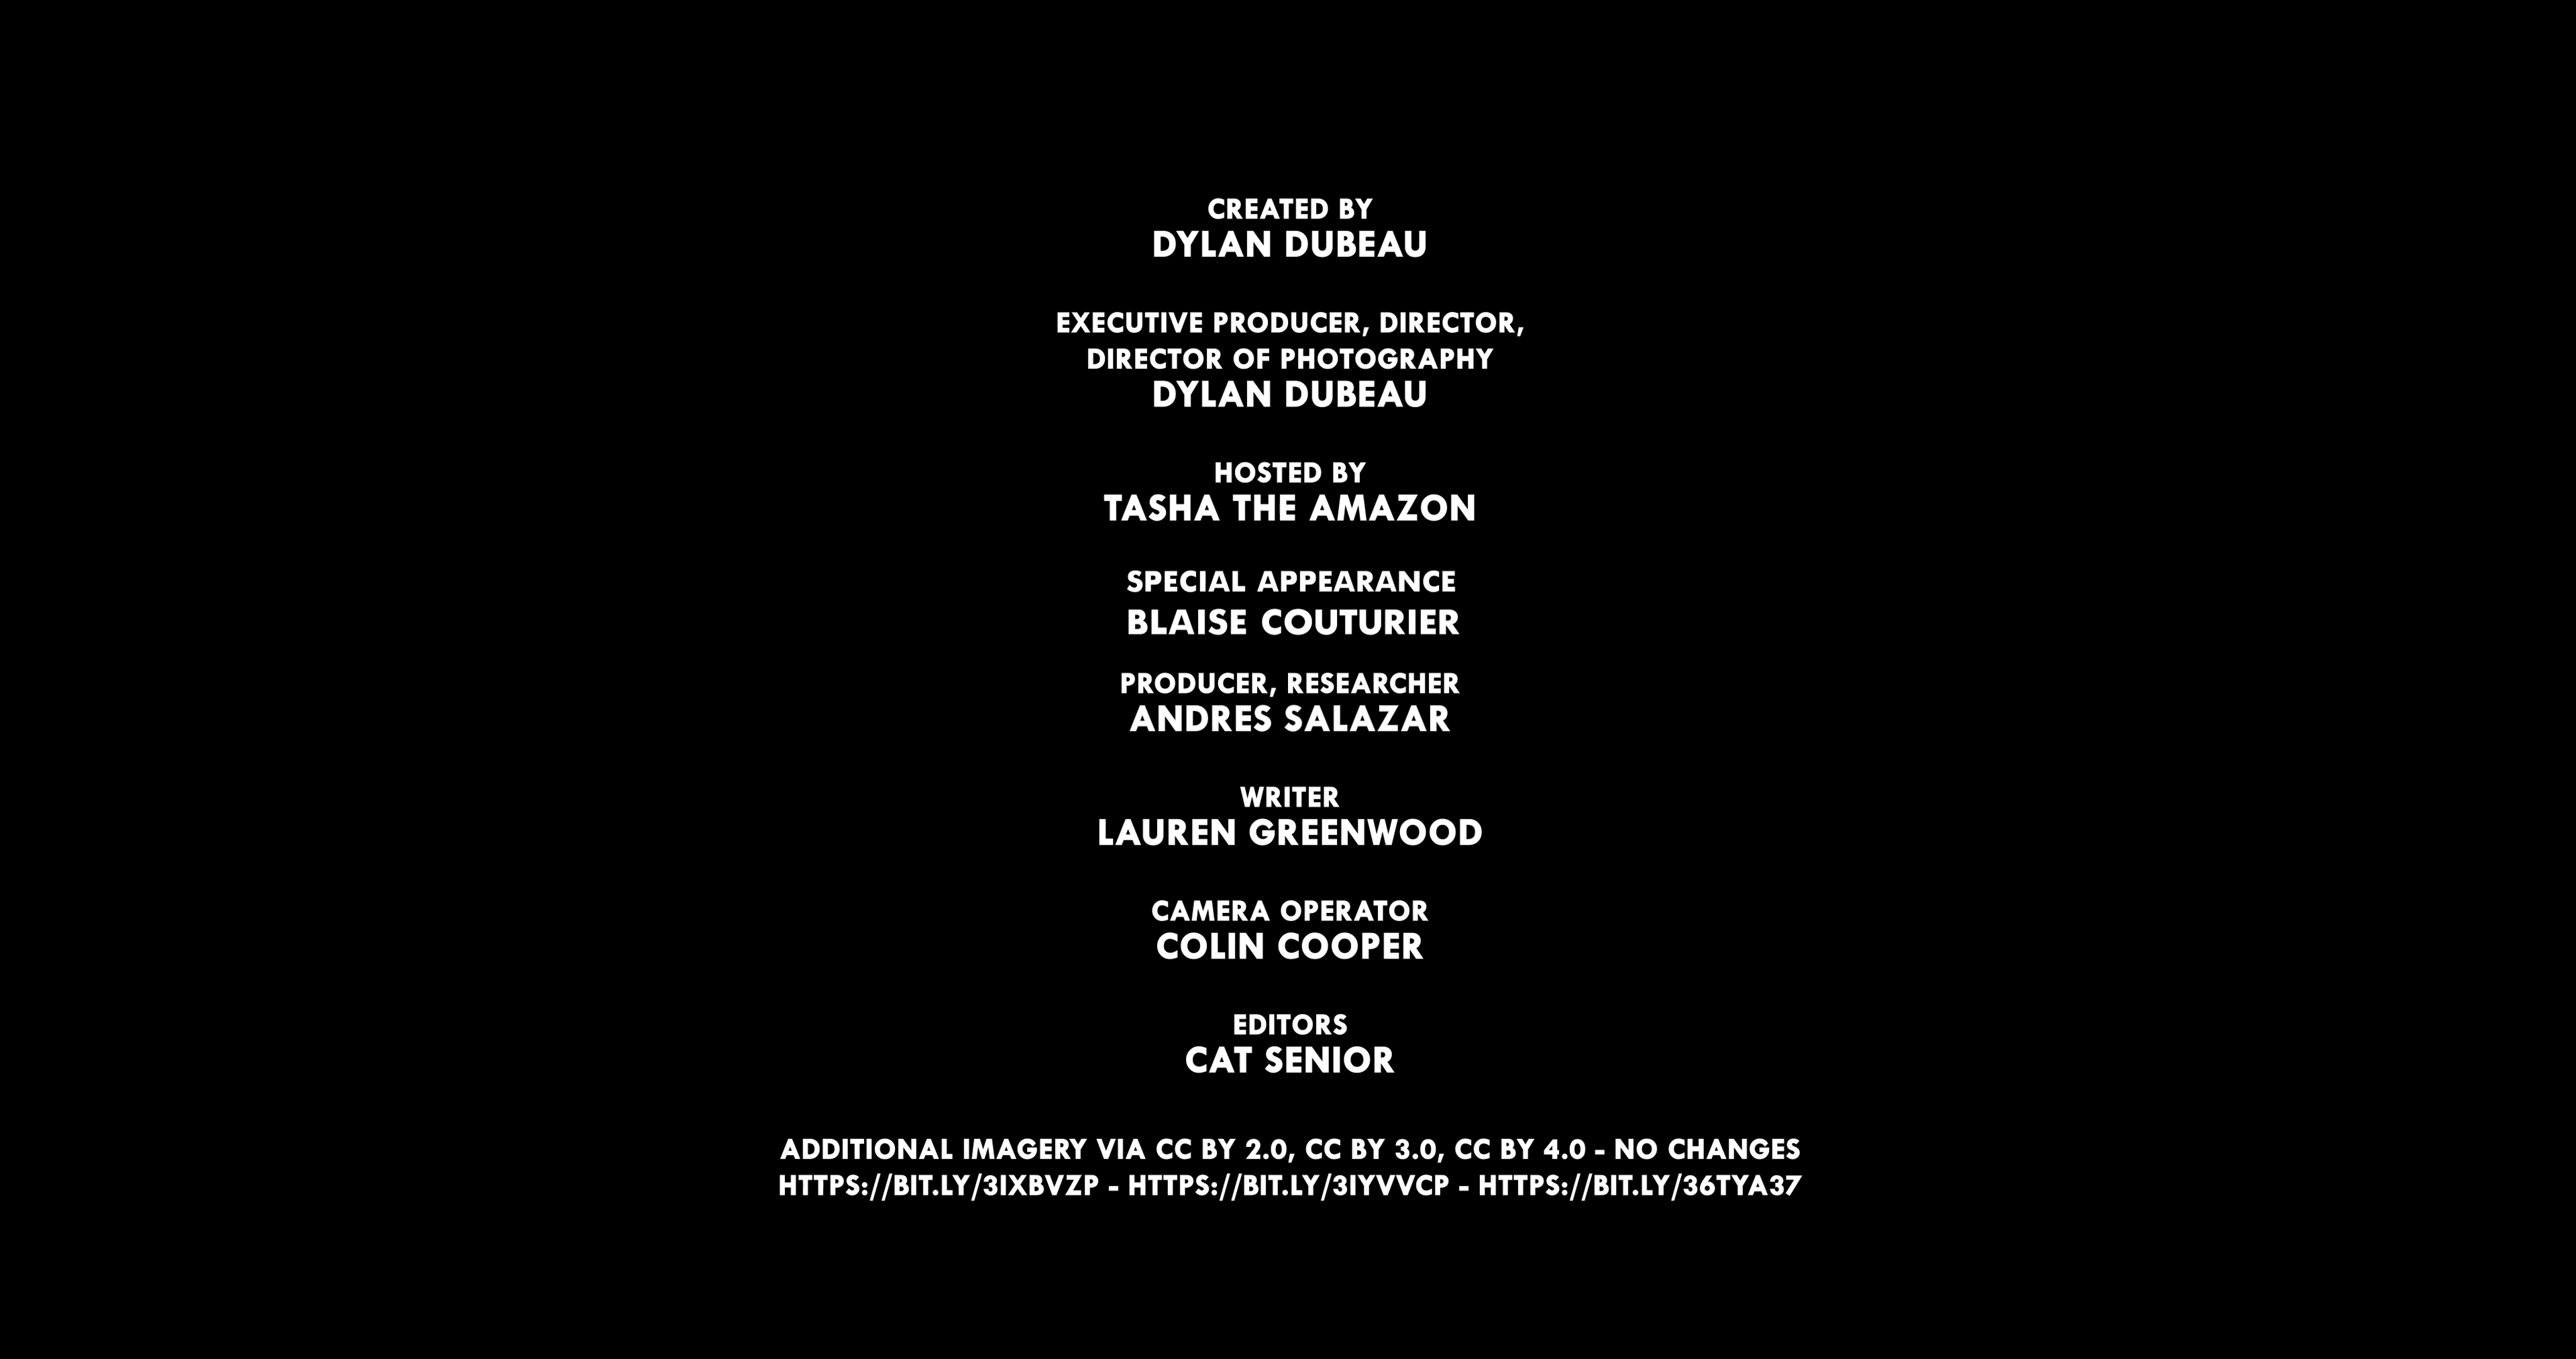 CREATED BY
DYLAN DUBEAU
EXECUTIVE PRODUCER, DIRECTOR,
DIRECTOR OF PHOTOGRAPHY
DYLAN DUBEAU
HOSTED BY
TASHA THE AMAZON
SPECIAL APPEARANCE
BLAISE COUTURIER
PRODUCER, RESEARCHER
ANDRES SALAZAR
WRITER
LAUREN GREENWOOD
CAMERA OPERATOR
COLIN COOPER
EDITORS
CAT SENIOR
ADDITIONAL IMAGERY VIA CC BY 2.0, CC BY 3.0, CC BY 4.0 - NO CHANGES
HTTPS://BIT.LY/3IXBVZP - HTTPS://BIT.LY/3IYVVCP - HTTPS://BIT.LY/36TYA37